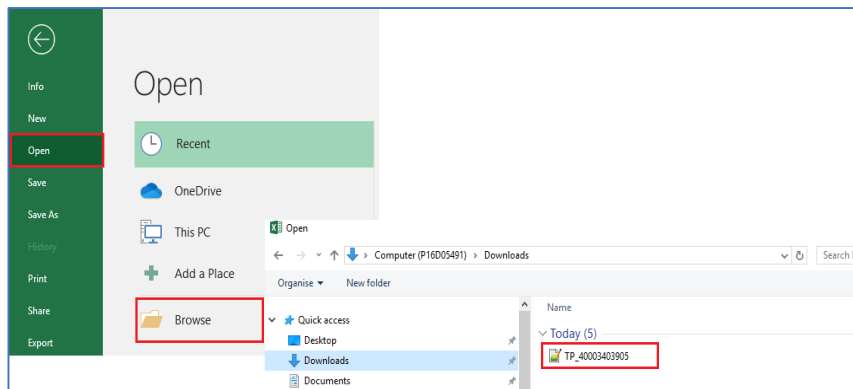 Info
New
Open
Save
Save As
History
Print
Share
Export
Open
Recent
OneDrive
This PC
Add a Place
Browse
Open
Computer (P16D05491) > Downloads
Search
Organise
New folder
Quick access
Desktop
Downloads
Documents
Name
Today (5)
TP_40003403905